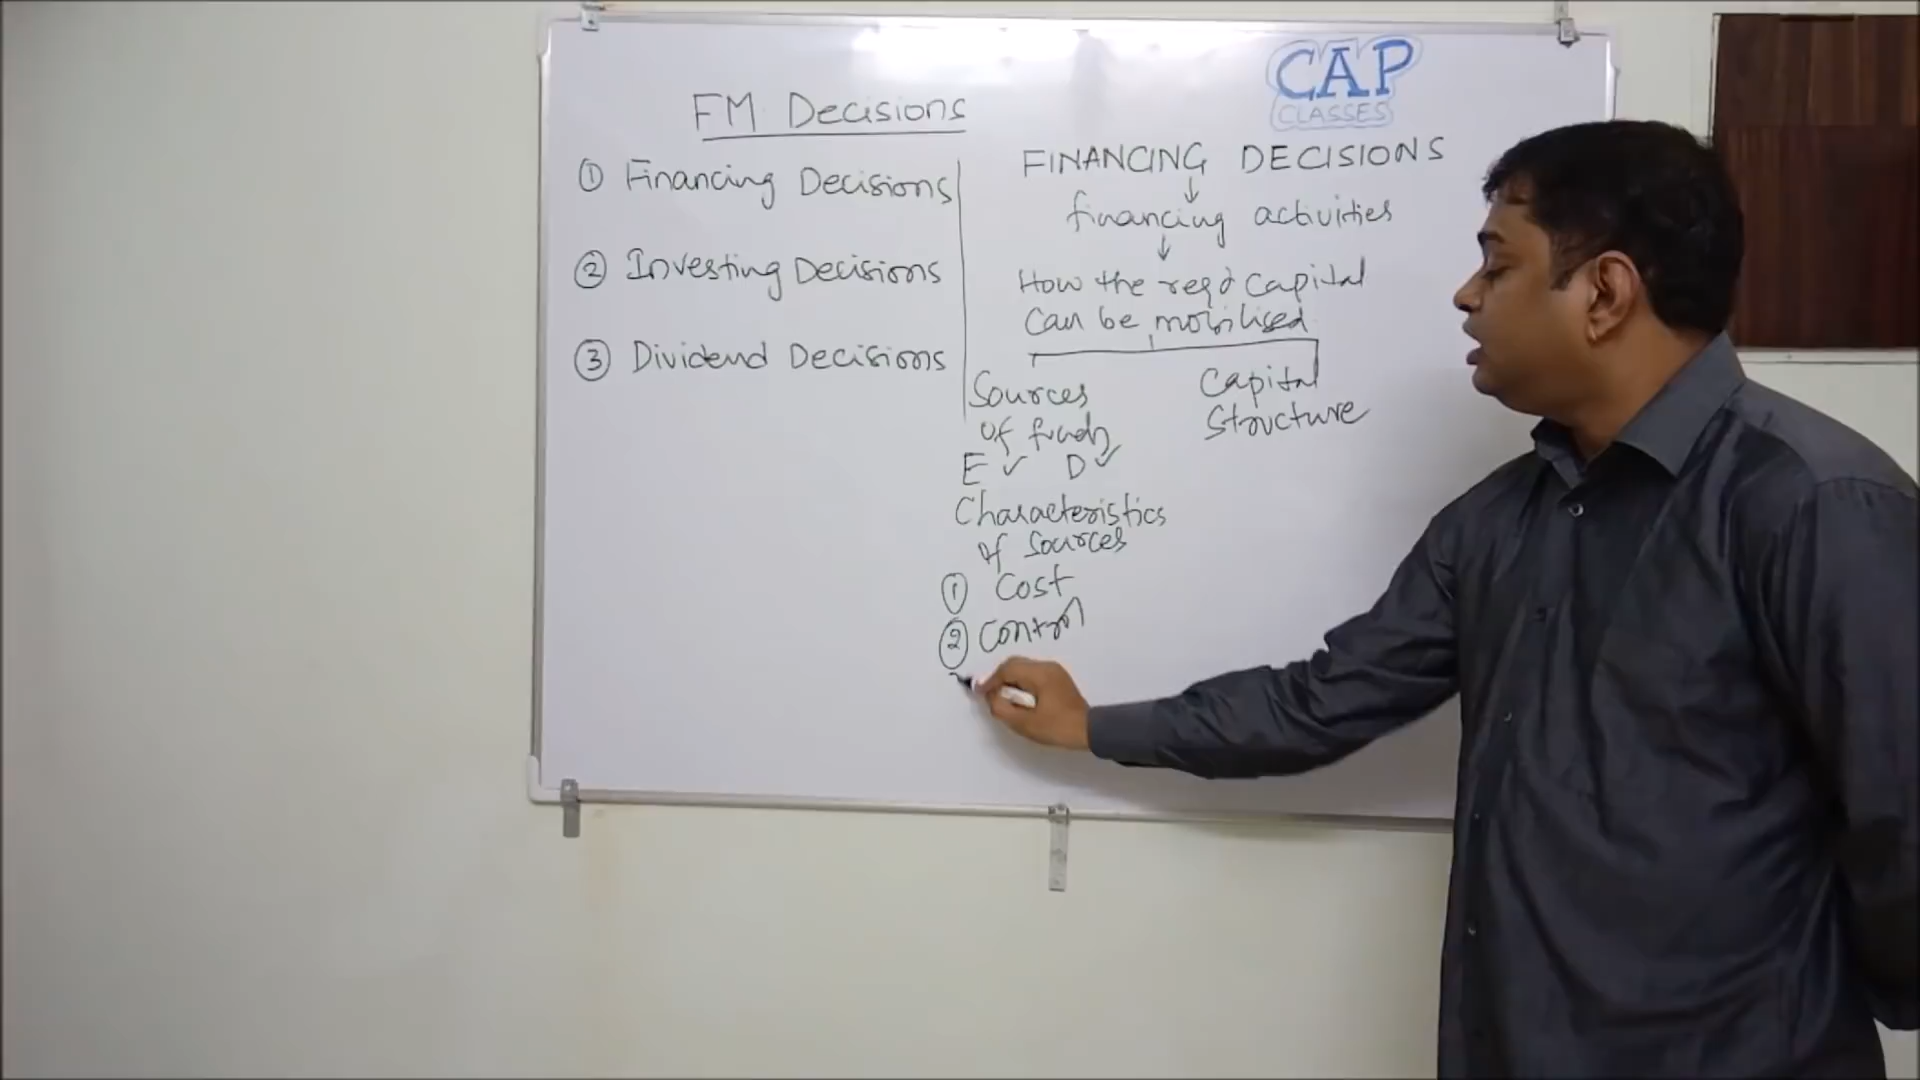 CAP
CLASSES
FM Decisions
① Financing Decisions
② Investing Decisions
③ Dividend Decisions
FINANCING DECISIONS
↓
financing activities
↓
How the reqd capital
can be mobilised
Sources
of funds
E ✓ D ✓
Capital
Structure
Characteristics
of sources
① Cost
② Control